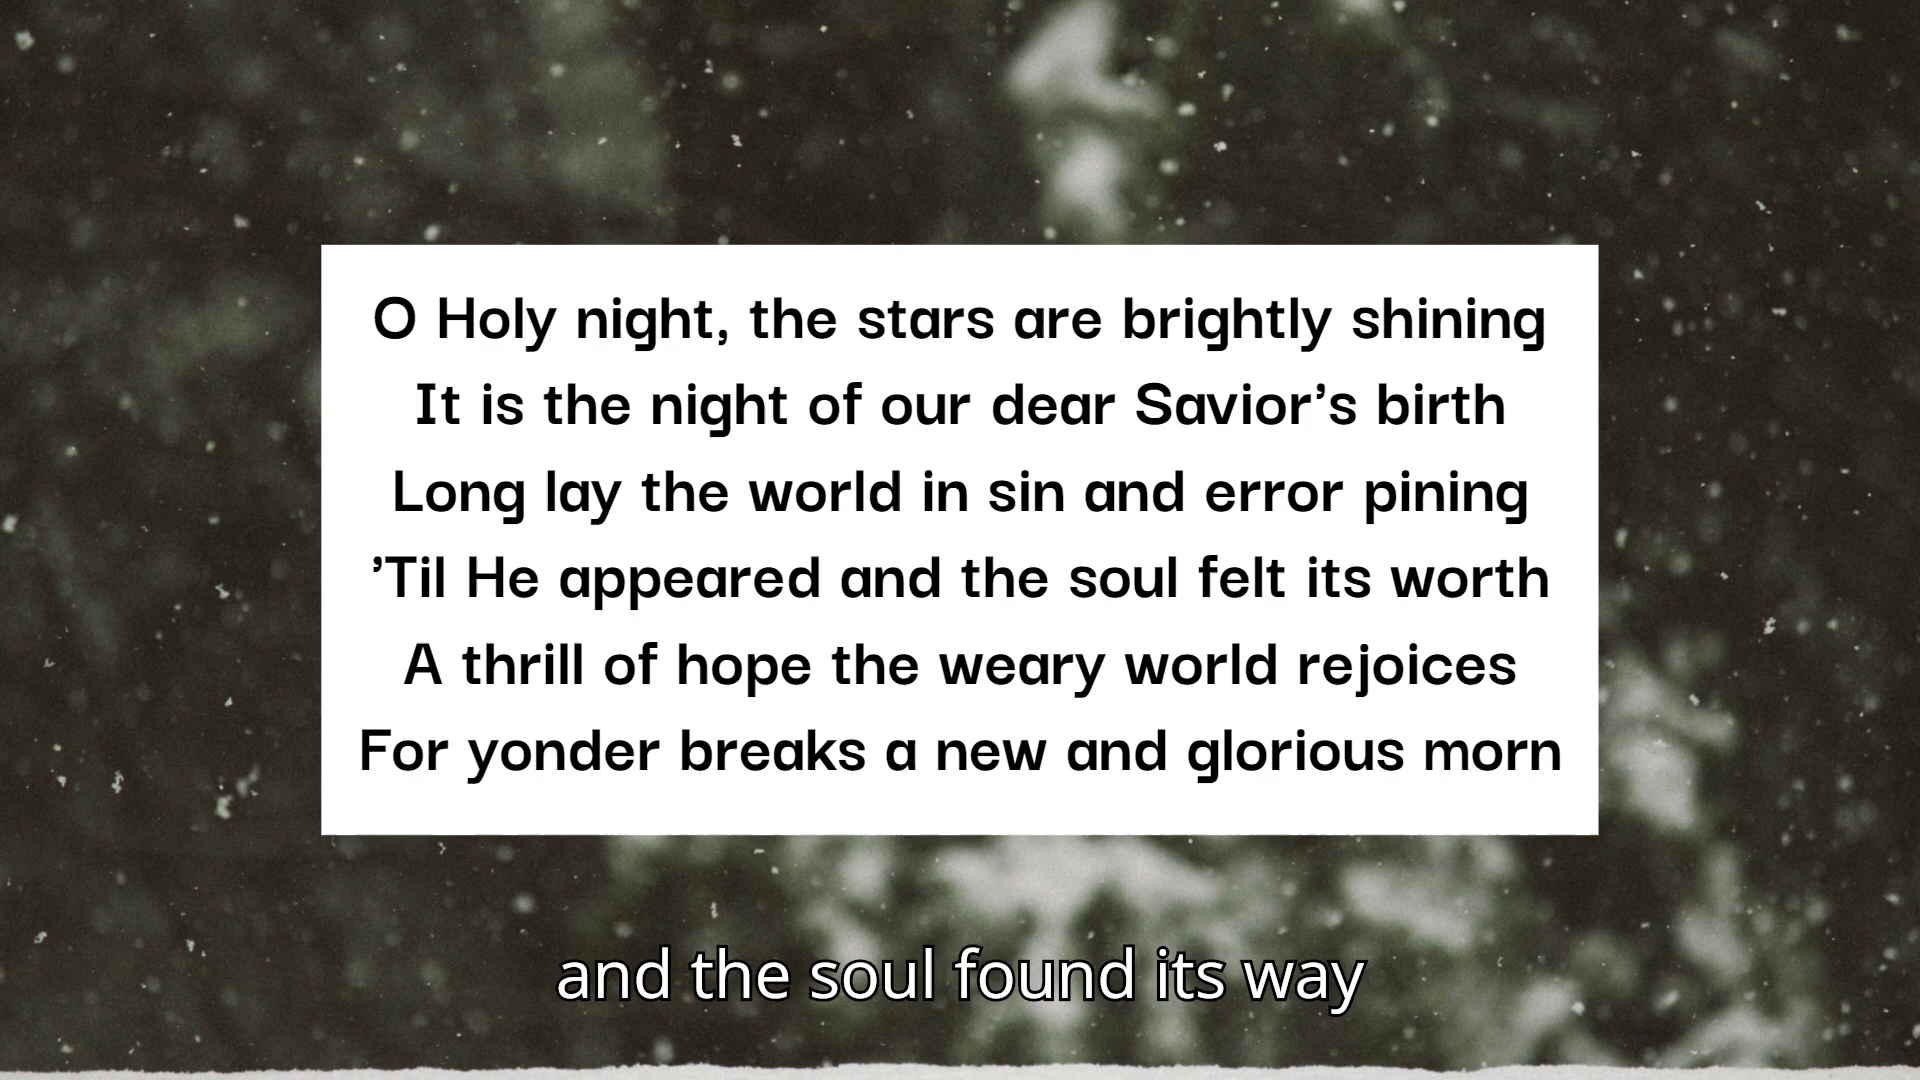 O Holy night, the stars are brightly shining
It is the night of our dear Savior’s birth
Long lay the world in sin and error pining
’Til He appeared and the soul felt its worth
A thrill of hope the weary world rejoices
For yonder breaks a new and glorious morn
and the soul found its way